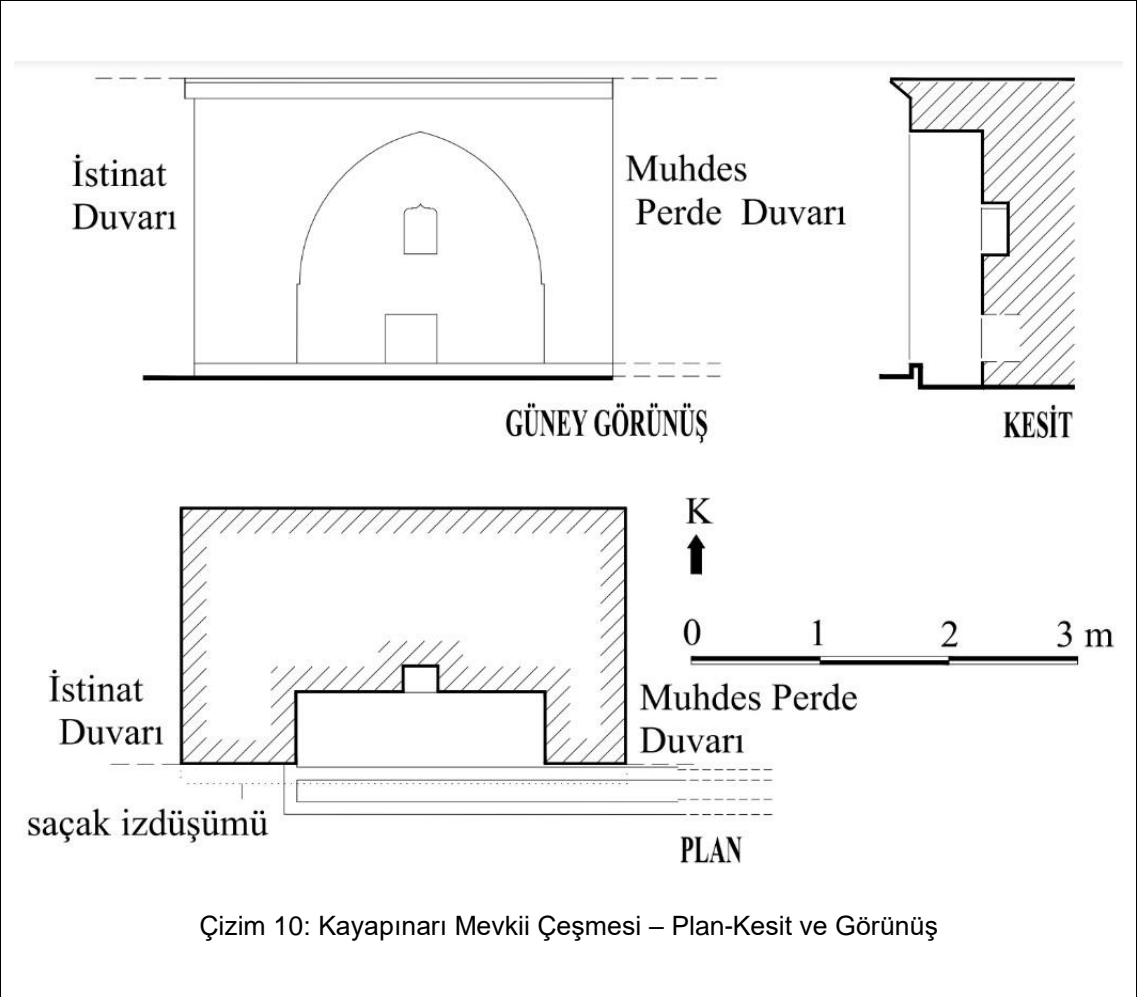 İstinat
Duvarı
Muhdes
Perde Duvarı
GÜNEY GÖRÜNÜŞ
KESİT
K
0 1 2 3 m
İstinat
Duvarı
Muhdes Perde
Duvarı
saçak izdüşümü
PLAN
Çizim 10: Kayapınarı Mevkii Çeşmesi – Plan-Kesit ve Görünüş